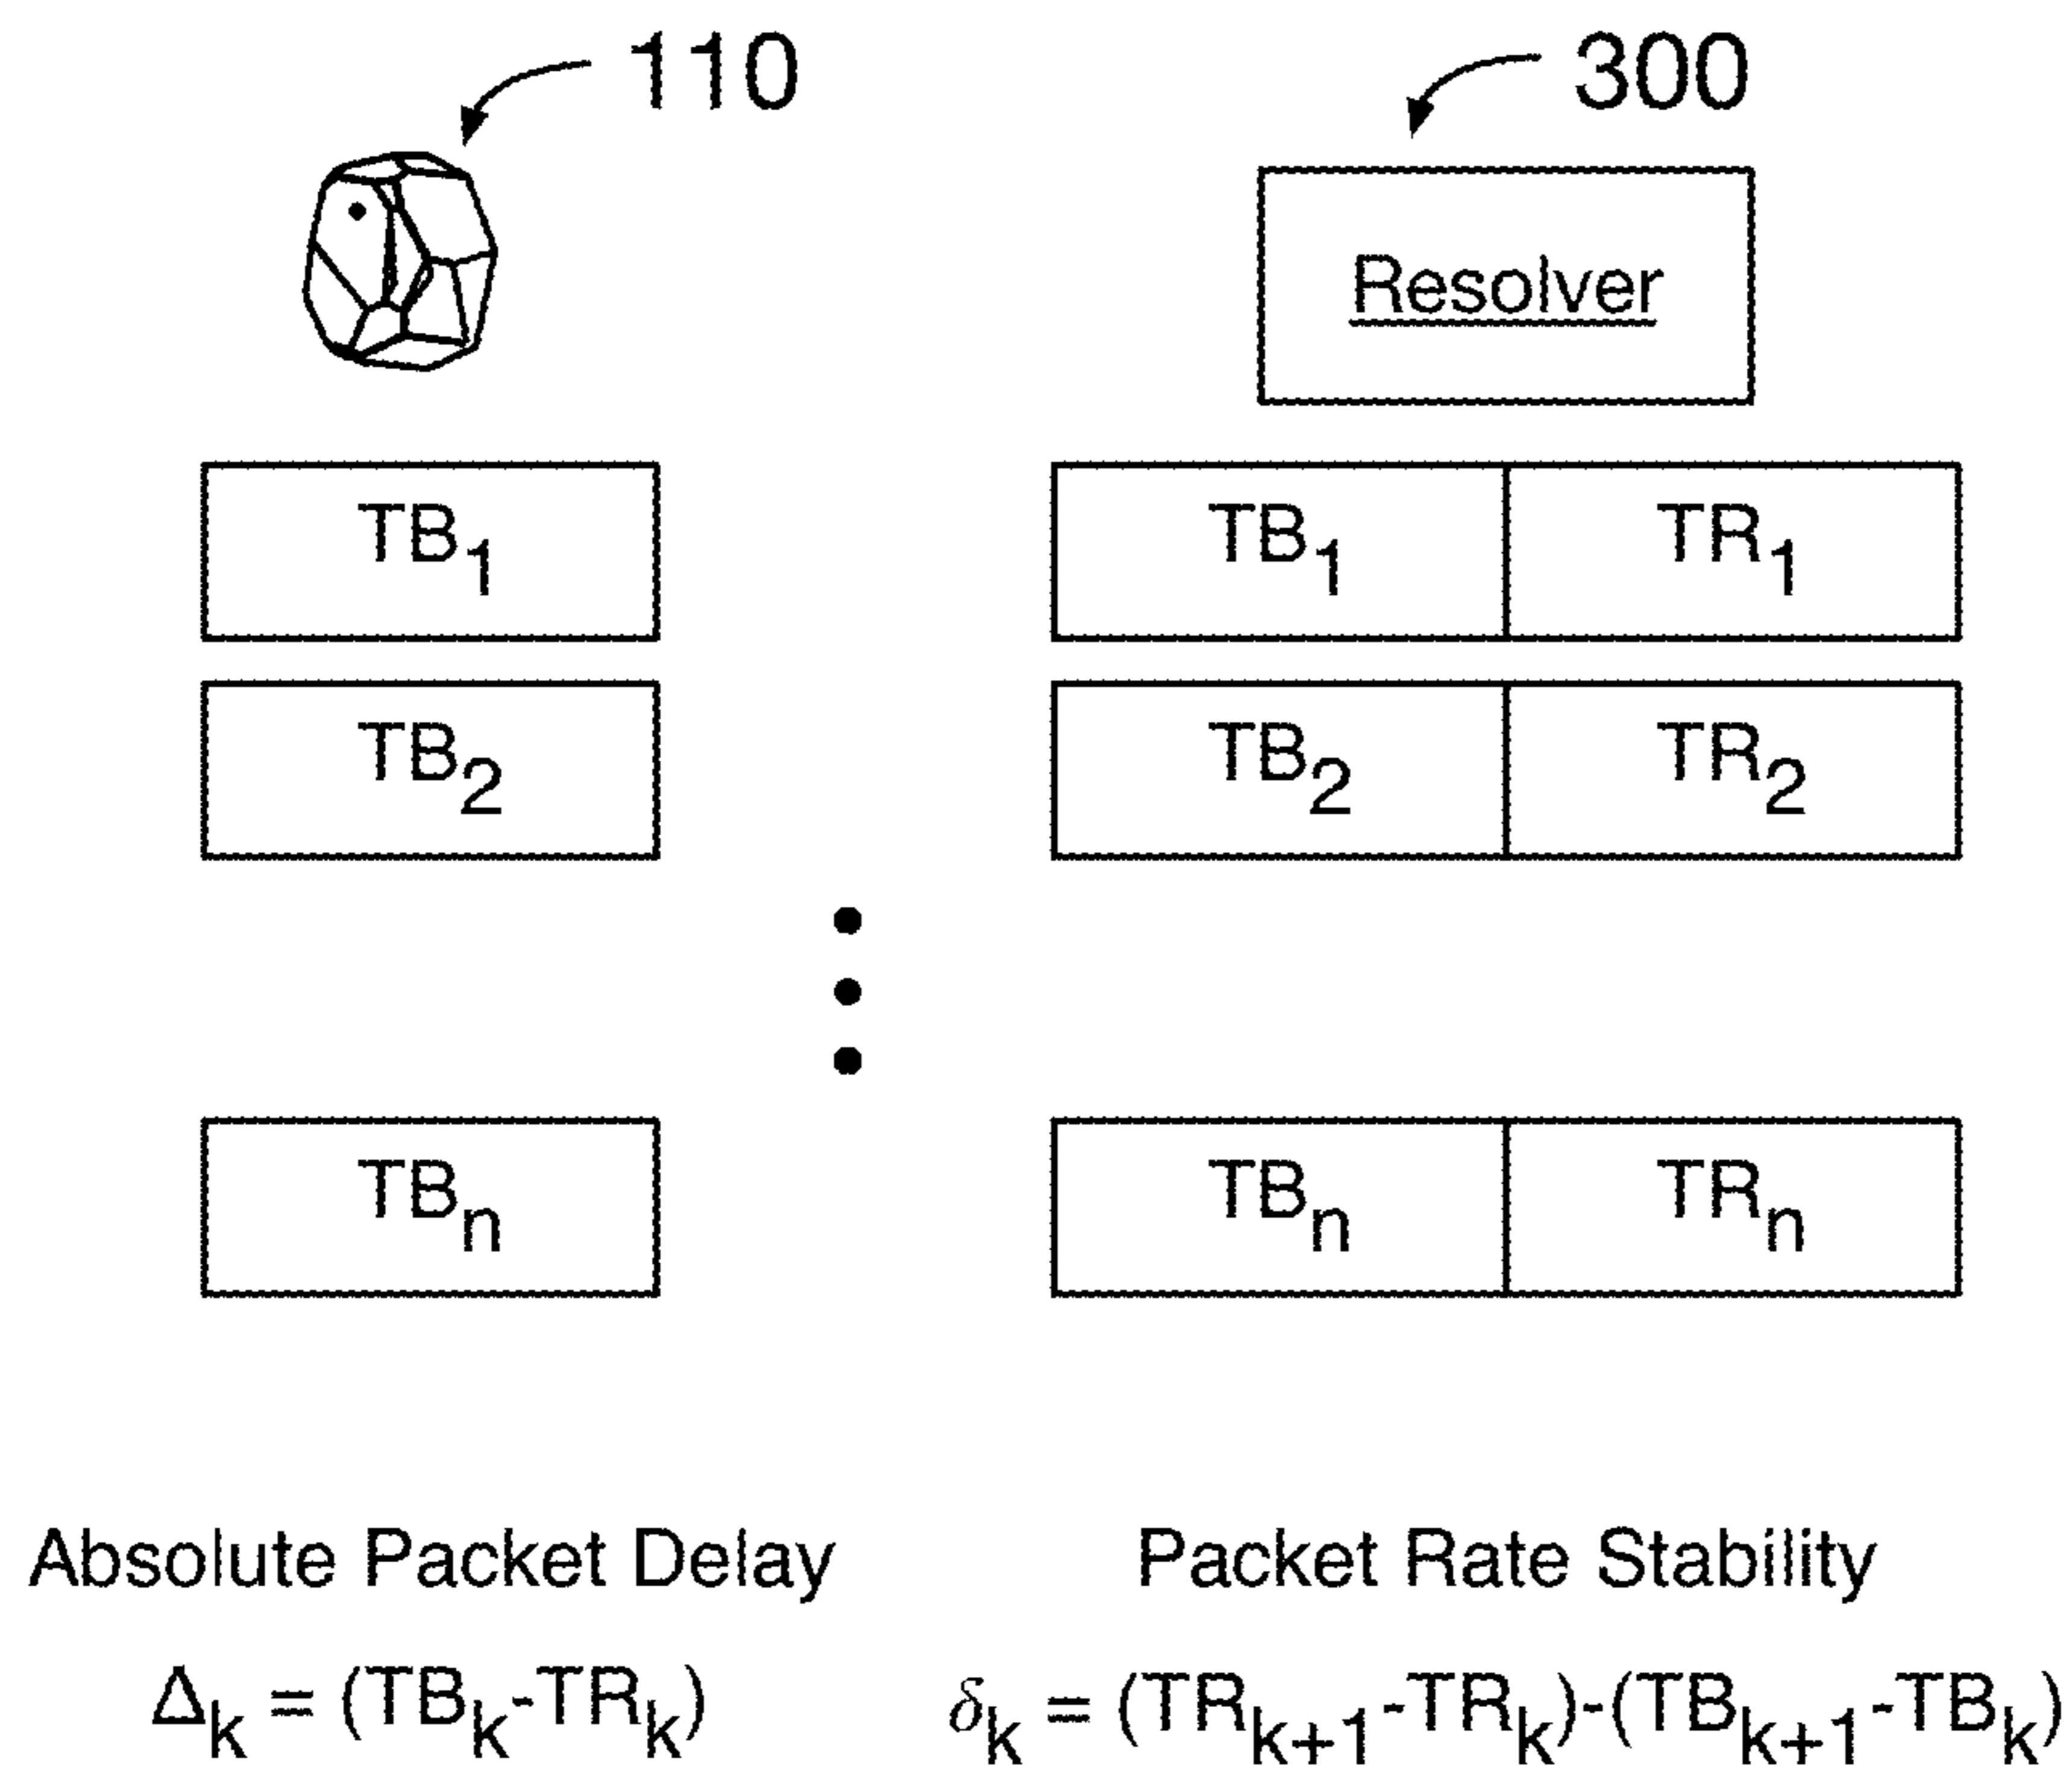 110 300
Resolver
TB₁ TB₁ TR₁
TB₂ TB₂ TR₂
TBₙ TBₙ TRₙ
Absolute Packet Delay Packet Rate Stability
Δₖ = (TBₖ-TRₖ) δₖ = (TRₖ₊₁-TRₖ)-(TBₖ₊₁-TBₖ)